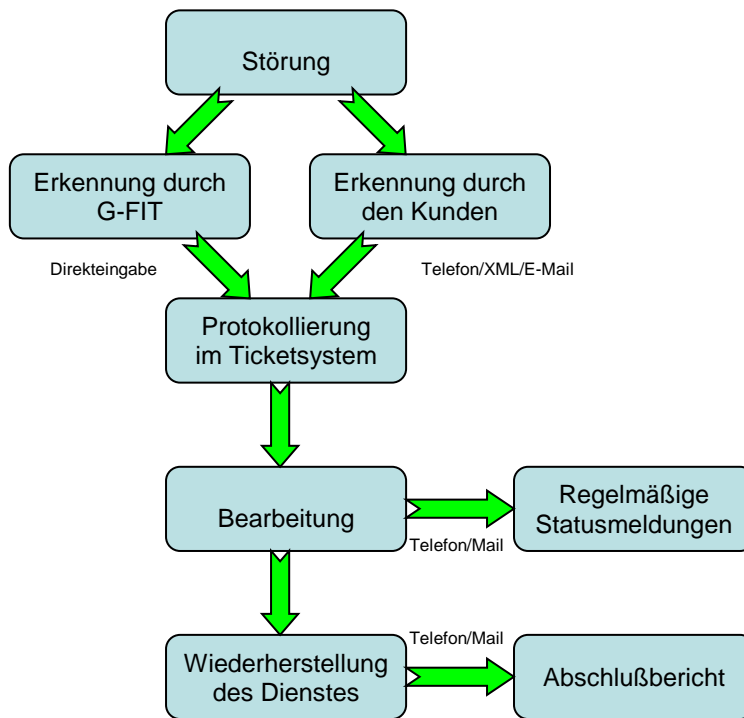 Störung
Erkennung durch
G-FIT
Erkennung durch
den Kunden
Direkteingabe
Telefon/XML/E-Mail
Protokollierung
im Ticketsystem
Bearbeitung
Regelmäßige
Statusmeldungen
Telefon/Mail
Wiederherstellung
des Dienstes
Telefon/Mail
Abschlußbericht